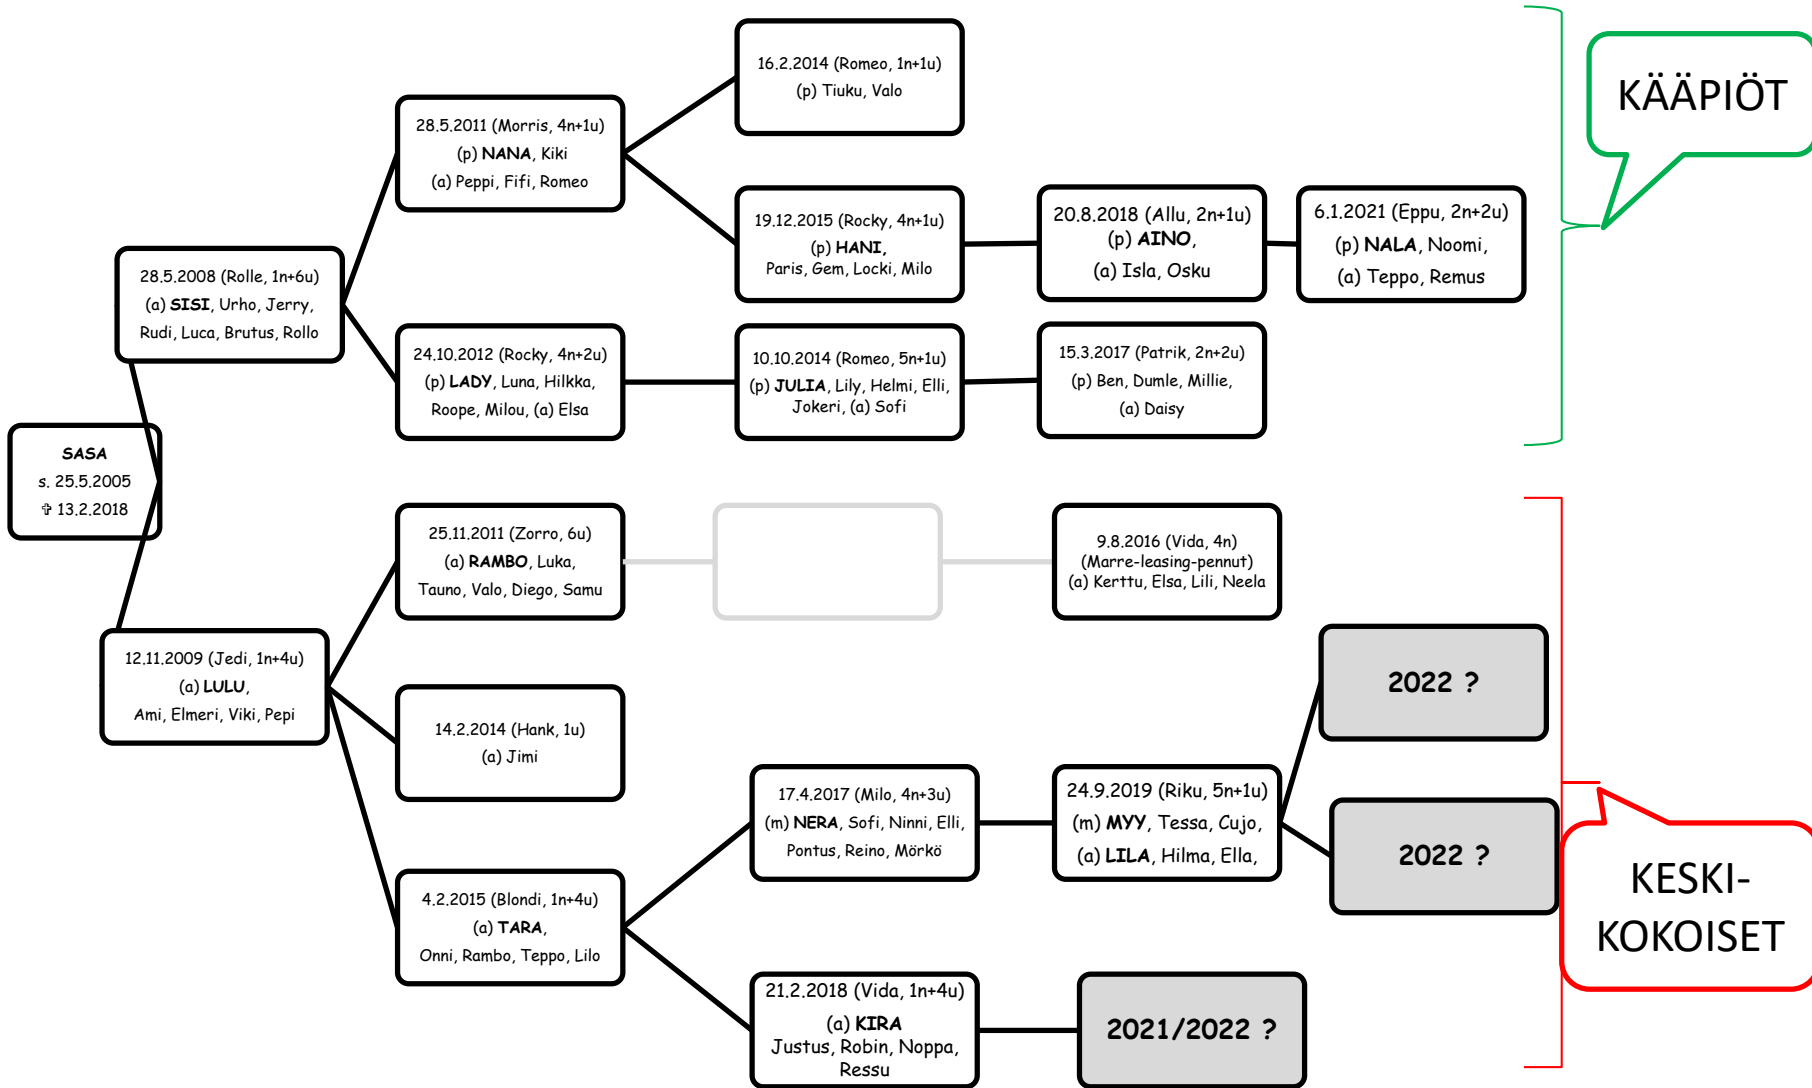 SASA
s. 25.5.2005
✞ 13.2.2018
28.5.2008 (Rolle, 1n+6u)
(a) SISI, Urho, Jerry,
Rudi, Luca, Brutus, Rollo
28.5.2011 (Morris, 4n+1u)
(p) NANA, Kiki
(a) Peppi, Fifi, Romeo
16.2.2014 (Romeo, 1n+1u)
(p) Tiuku, Valo
19.12.2015 (Rocky, 4n+1u)
(p) HANI,
Paris, Gem, Locki, Milo
20.8.2018 (Allu, 2n+1u)
(p) AINO,
(a) Isla, Osku
6.1.2021 (Eppu, 2n+2u)
(p) NALA, Noomi,
(a) Teppo, Remus
24.10.2012 (Rocky, 4n+2u)
(p) LADY, Luna, Hilkka,
Roope, Milou, (a) Elsa
10.10.2014 (Romeo, 5n+1u)
(p) JULIA, Lily, Helmi, Elli,
Jokeri, (a) Sofi
15.3.2017 (Patrik, 2n+2u)
(p) Ben, Dumle, Millie,
(a) Daisy
KÄÄPIÖT
12.11.2009 (Jedi, 1n+4u)
(a) LULU,
Ami, Elmeri, Viki, Pepi
25.11.2011 (Zorro, 6u)
(a) RAMBO, Luka,
Tauno, Valo, Diego, Samu
9.8.2016 (Vida, 4n)
(Marre-leasing-pennut)
(a) Kerttu, Elsa, Lili, Neela
14.2.2014 (Hank, 1u)
(a) Jimi
4.2.2015 (Blondi, 1n+4u)
(a) TARA,
Onni, Rambo, Teppo, Lilo
17.4.2017 (Milo, 4n+3u)
(m) NERA, Sofi, Ninni, Elli,
Pontus, Reino, Mörkö
24.9.2019 (Riku, 5n+1u)
(m) MYY, Tessa, Cujo,
(a) LILA, Hilma, Ella,
2022 ?
2022 ?
21.2.2018 (Vida, 1n+4u)
(a) KIRA
Justus, Robin, Noppa,
Ressu
2021/2022 ?
KESKI-
KOKOISET